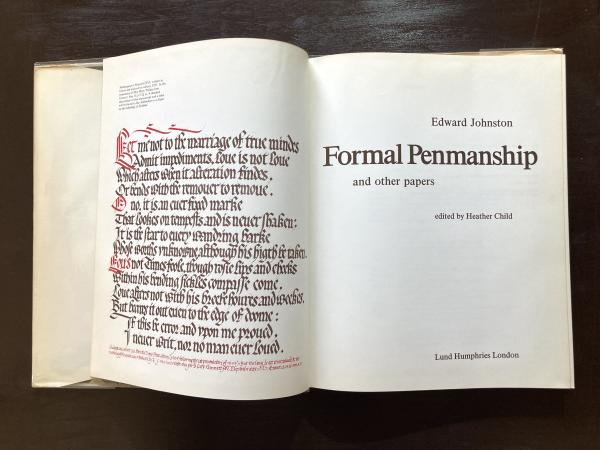 Let me not to the marriage of true mindes
Admit impediments, love is not love
Which alters when it alteration findes,
Or bends with the remover to remove.
O no, it is an ever fixed marke
That lookes on tempests and is never shaken:
It is the star to every wandring barke
Whose worths unknowne, although his higth be taken.
Lov's not Times foole, though rosie lips and cheeks
Within his bending sickles compasse come,
Love alters not with his breefe houres and weekes,
But beares it out even to the edge of doome:
If this be error and upon me proved,
I never writ, nor no man ever loved.
Edward Johnston
Formal Penmanship
and other papers
edited by Heather Child
Lund Humphries London